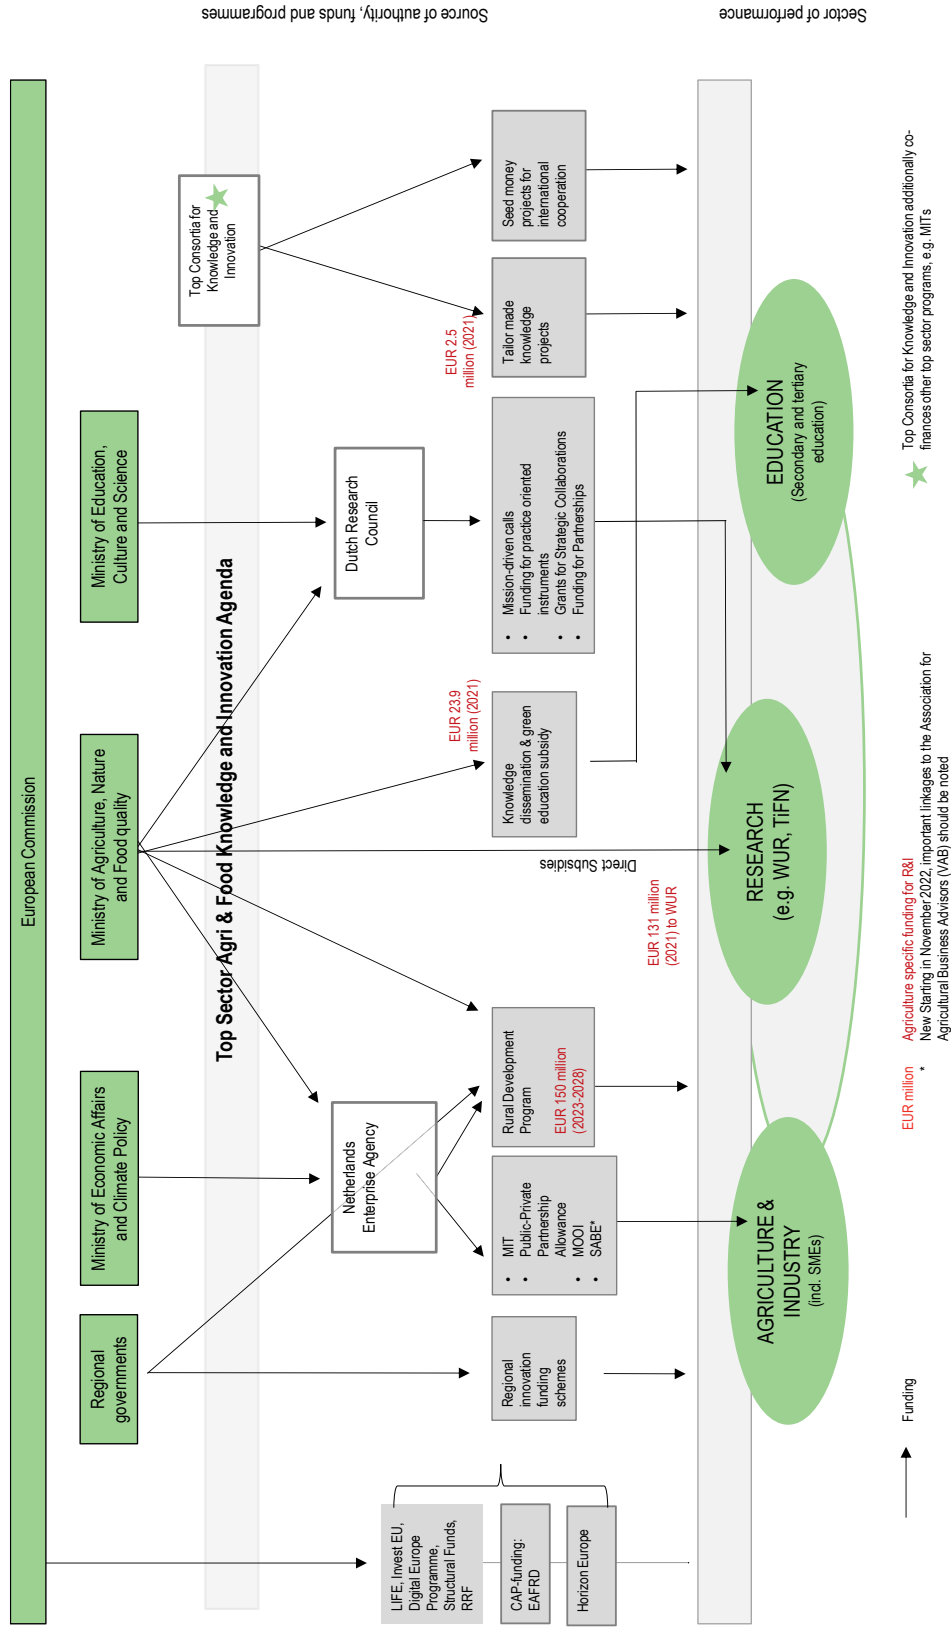 Source of authority, funds and programmes
Sector of performance
European Commission
Regional
governments
Ministry of Economic Affairs
and Climate Policy
Ministry of Agriculture, Nature
and Food quality
Ministry of Education,
Culture and Science
Top Sector Agri & Food Knowledge and Innovation Agenda
Top Consortia for
Knowledge and
Innovation
Netherlands
Enterprise Agency
Dutch Research
Council
LIFE, Invest EU,
Digital Europe
Programme,
Structural Funds,
RRF
CAP-funding:
EAFRD
Horizon Europe
Regional
innovation
funding
schemes
• MIT
• Public-Private
Partnership
Allowance
• MOOI
• SABE*
Rural Development
Program
EUR 150 million
(2023-2028)
Direct Subsidies
EUR 131 million
(2021) to WUR
EUR 23.9
million (2021)
Knowledge
dissemination & green
education subsidy
• Mission-driven calls
• Funding for practice oriented
instruments
• Grants for Strategic Collaborations
• Funding for Partnerships
EUR 2.5
million (2021)
Tailor made
knowledge
projects
Seed money
projects for
international
cooperation
AGRICULTURE &
INDUSTRY
(incl. SMEs)
RESEARCH
(e.g. WUR, TiFN)
EDUCATION
(Secondary and tertiary
education)
Funding
EUR million Agriculture specific funding for R&I
* New Starting in November 2022, important linkages to the Association for
Agricultural Business Advisors (VAB) should be noted
Top Consortia for Knowledge and Innovation additionally co-
finances other top sector programs, e.g. MITs